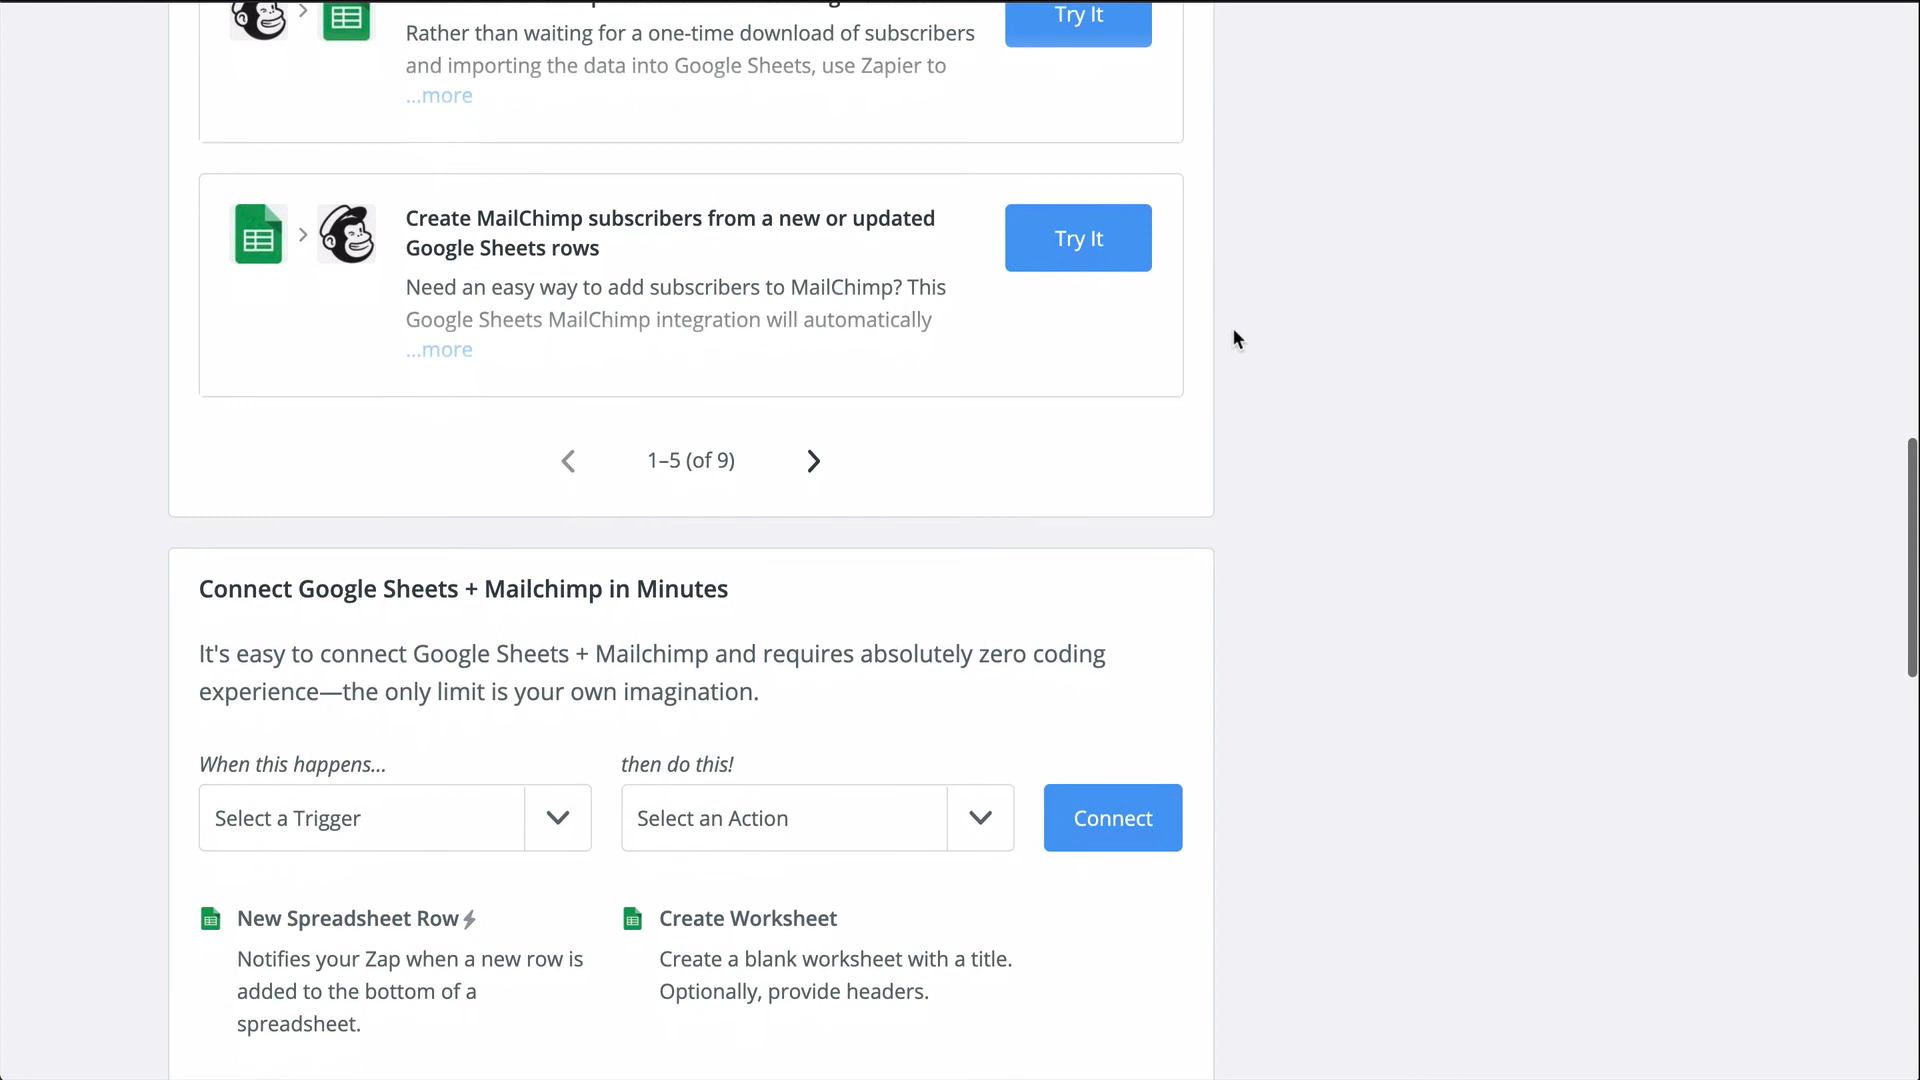 Try It
Rather than waiting for a one-time download of subscribers
and importing the data into Google Sheets, use Zapier to
...more
Create MailChimp subscribers from a new or updated
Google Sheets rows
Try It
Need an easy way to add subscribers to MailChimp? This
Google Sheets MailChimp integration will automatically
...more
1–5 (of 9)
Connect Google Sheets + Mailchimp in Minutes
It's easy to connect Google Sheets + Mailchimp and requires absolutely zero coding
experience—the only limit is your own imagination.
When this happens...
then do this!
Select a Trigger
Select an Action
Connect
New Spreadsheet Row
Notifies your Zap when a new row is
added to the bottom of a
spreadsheet.
Create Worksheet
Create a blank worksheet with a title.
Optionally, provide headers.